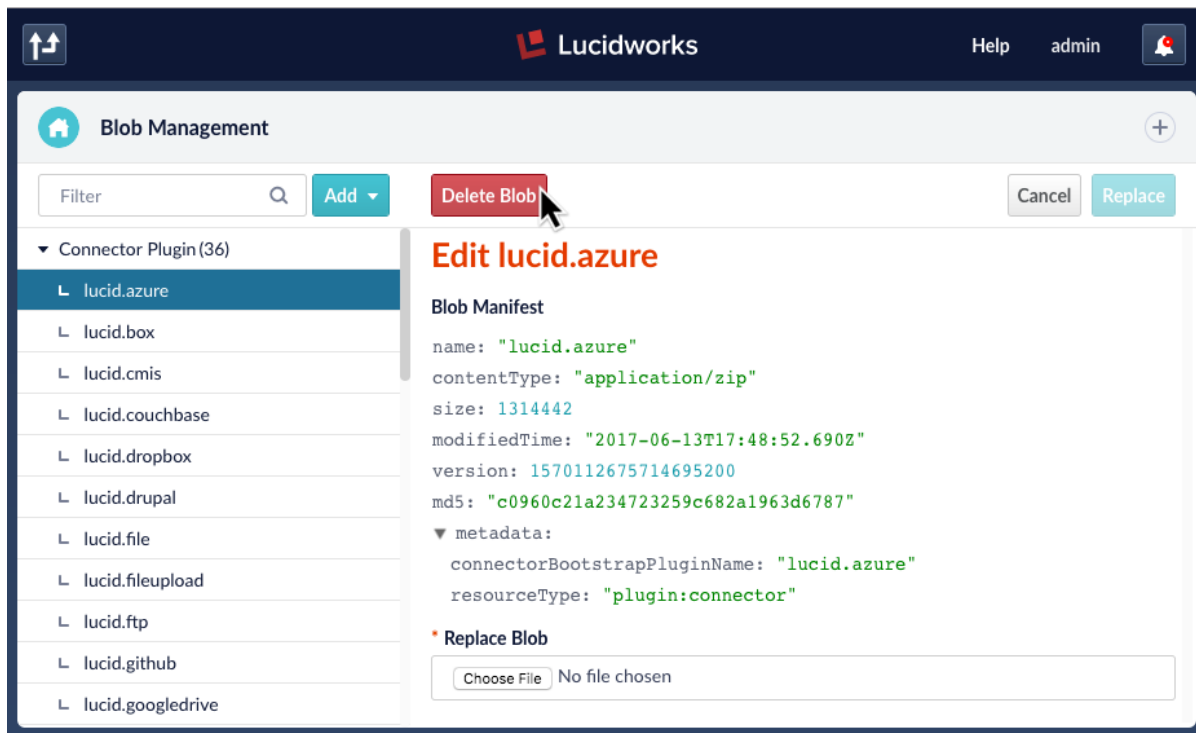 Lucidworks
Help admin
Blob Management
Filter Add Delete Blob Cancel Replace
Connector Plugin (36)
lucid.azure
lucid.box
lucid.cmis
lucid.couchbase
lucid.dropbox
lucid.drupal
lucid.file
lucid.fileupload
lucid.ftp
lucid.github
lucid.googledrive
Edit lucid.azure
Blob Manifest
name: "lucid.azure"
contentType: "application/zip"
size: 1314442
modifiedTime: "2017-06-13T17:48:52.690Z"
version: 1570112675714695200
md5: "c0960c21a234723259c682a1963d6787"
metadata:
connectorBootstrapPluginName: "lucid.azure"
resourceType: "plugin:connector"
* Replace Blob
Choose File No file chosen